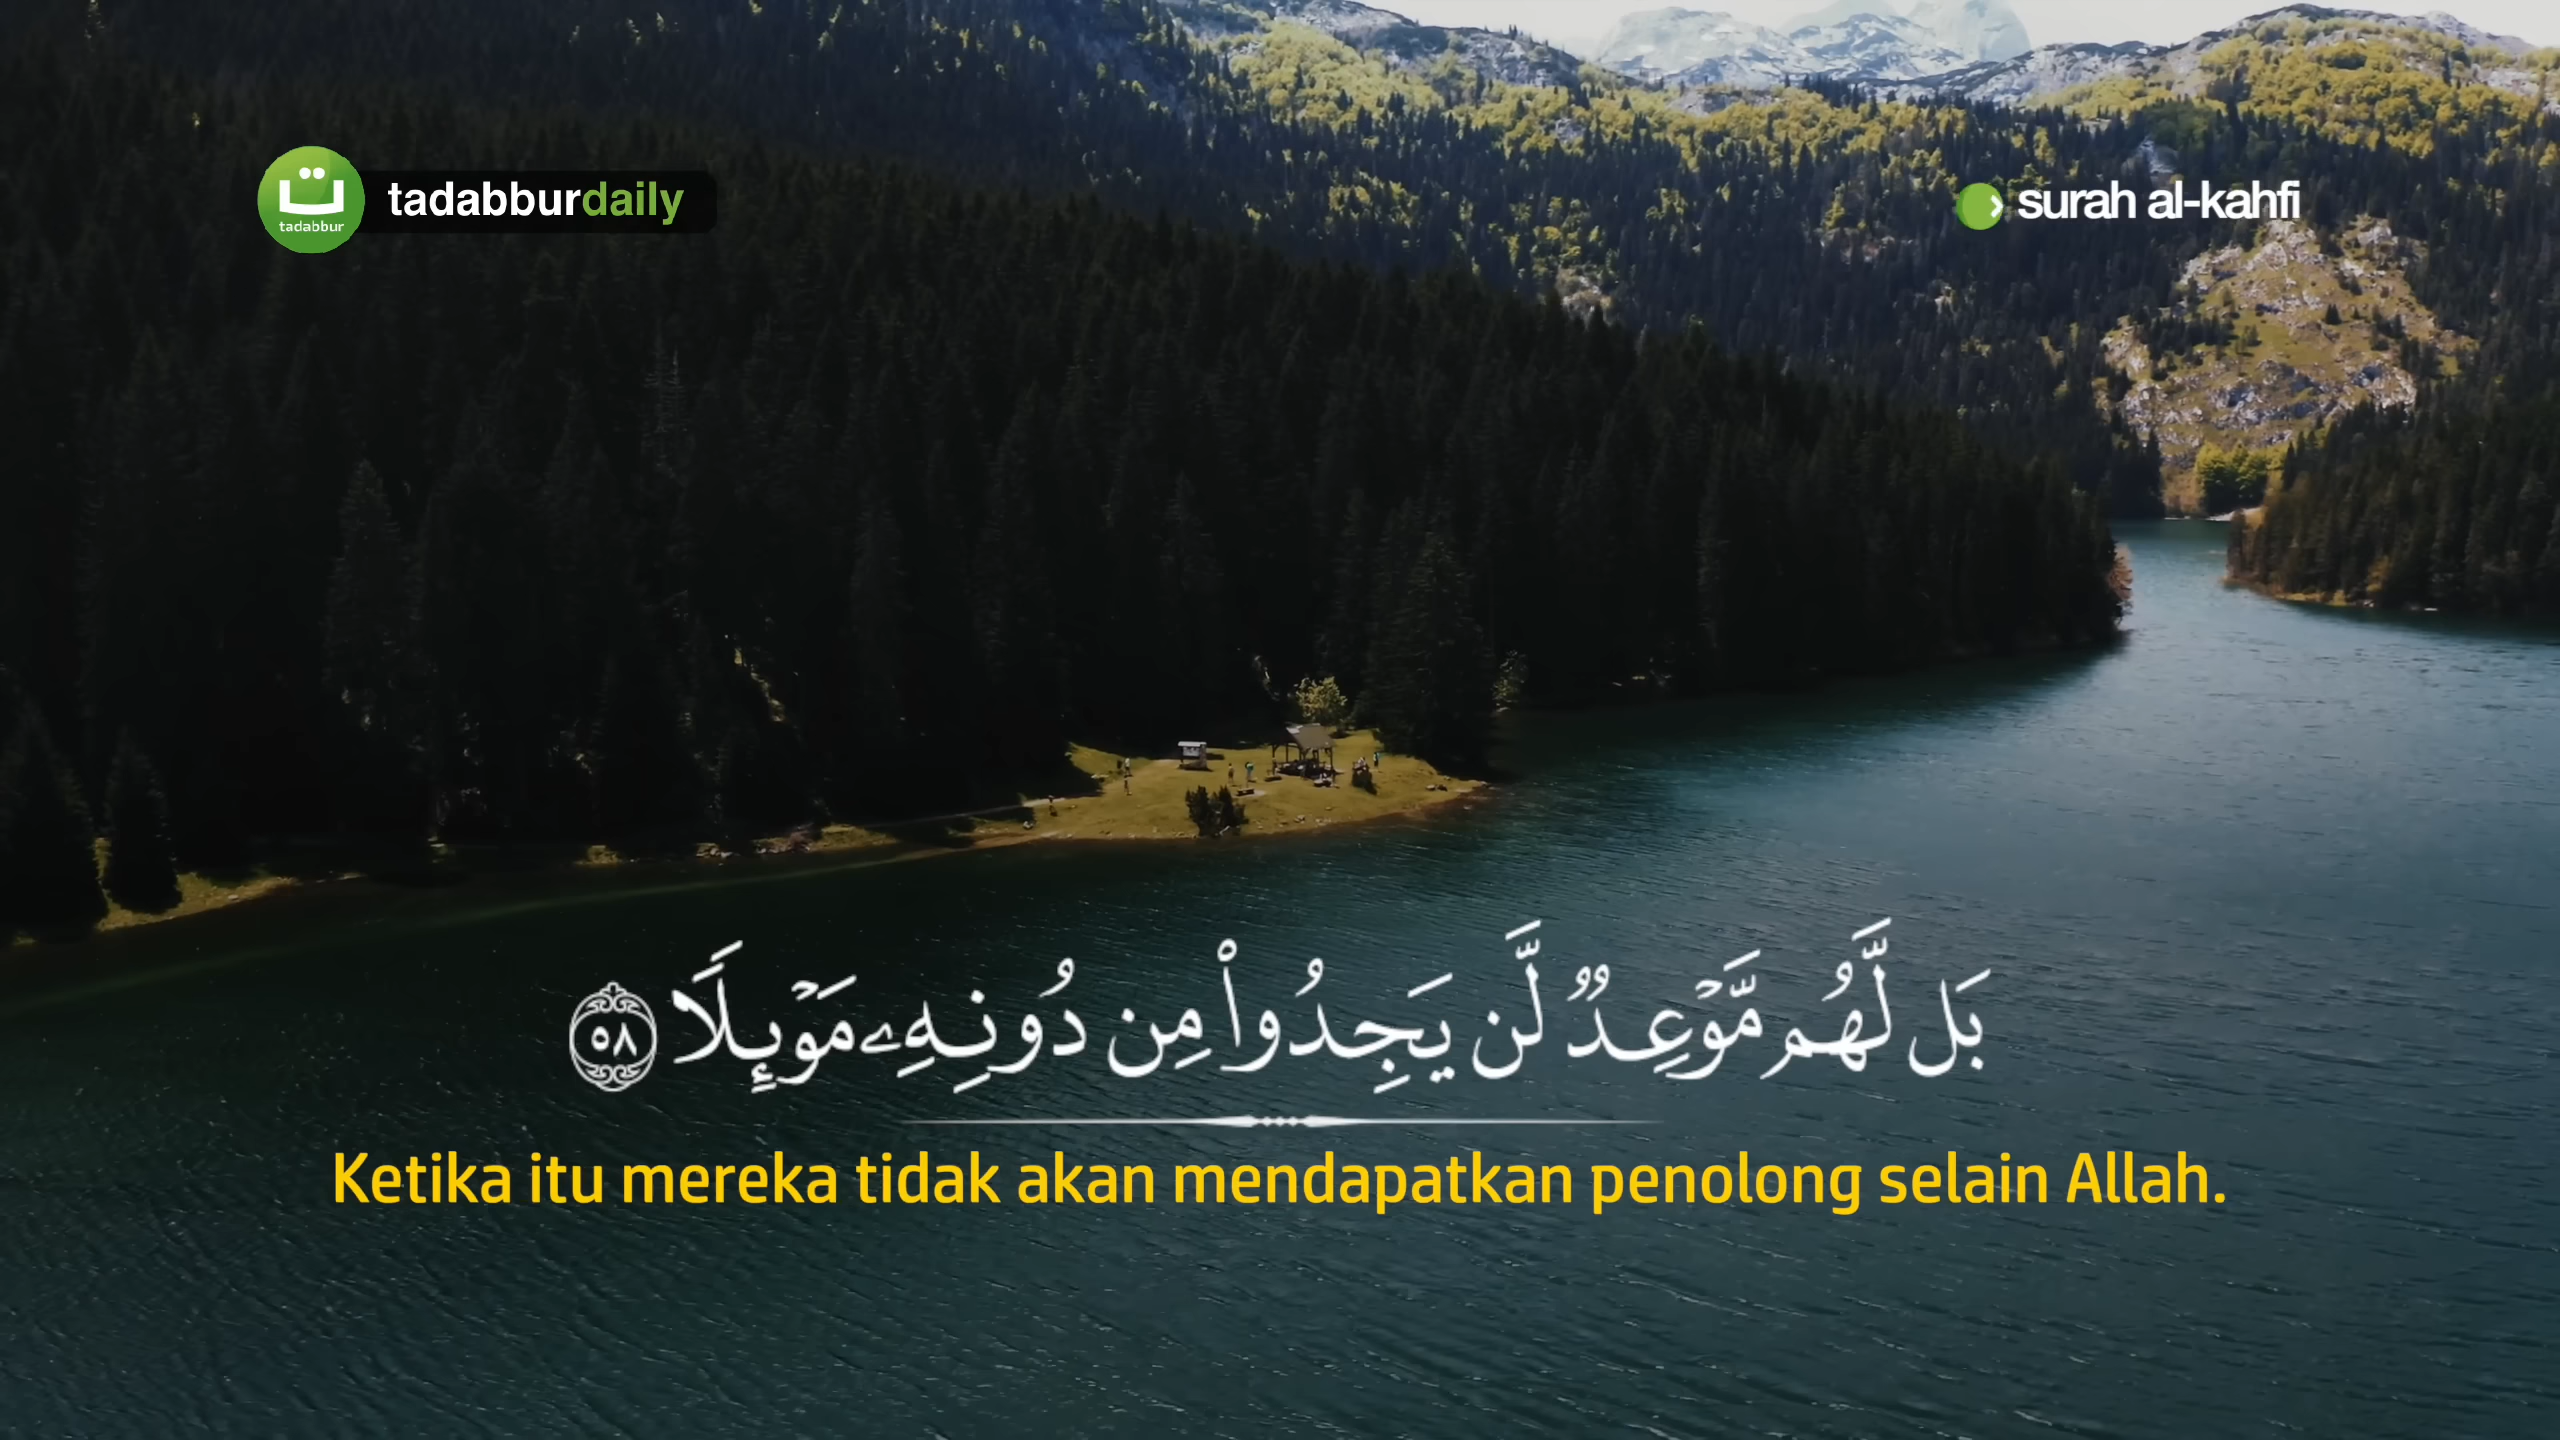 ت
tadabbur
tadabburdaily
surah al-kahfi
بَل لَّهُم مَّوْعِدٌ لَّن يَجِدُوا۟ مِن دُونِهِۦ مَوْئِلًا ٥٨
Ketika itu mereka tidak akan mendapatkan penolong selain Allah.